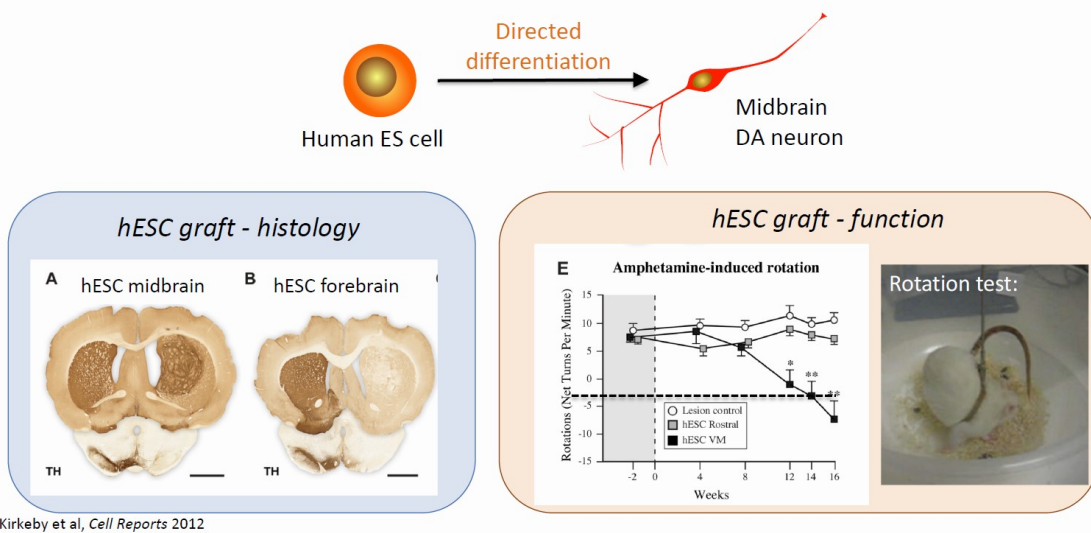 Directed
differentiation
Human ES cell
Midbrain
DA neuron
hESC graft - histology
A
hESC midbrain
B
hESC forebrain
TH
TH
hESC graft - function
E
Amphetamine-induced rotation
Rotations (Net Turns Per Minute)
15
10
5
0
-5
-10
-15
*
**
**
Lesion control
hESC Rostral
hESC VM
-2 0 4 8 12 14 16
Weeks
Rotation test:
Kirkeby et al, Cell Reports 2012